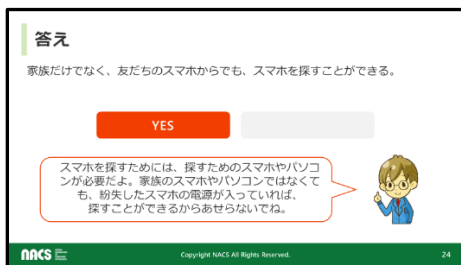 答え
家族だけでなく、友だちのスマホからでも、スマホを探すことができる。
YES
スマホを探すためには、探すためのスマホやパソコ
ンが必要だよ。家族のスマホやパソコンではなくて
も、紛失したスマホの電源が入っていれば、
探すことができるからあせらないでね。
NACS
Copyright NACS All Rights Reserved.
24